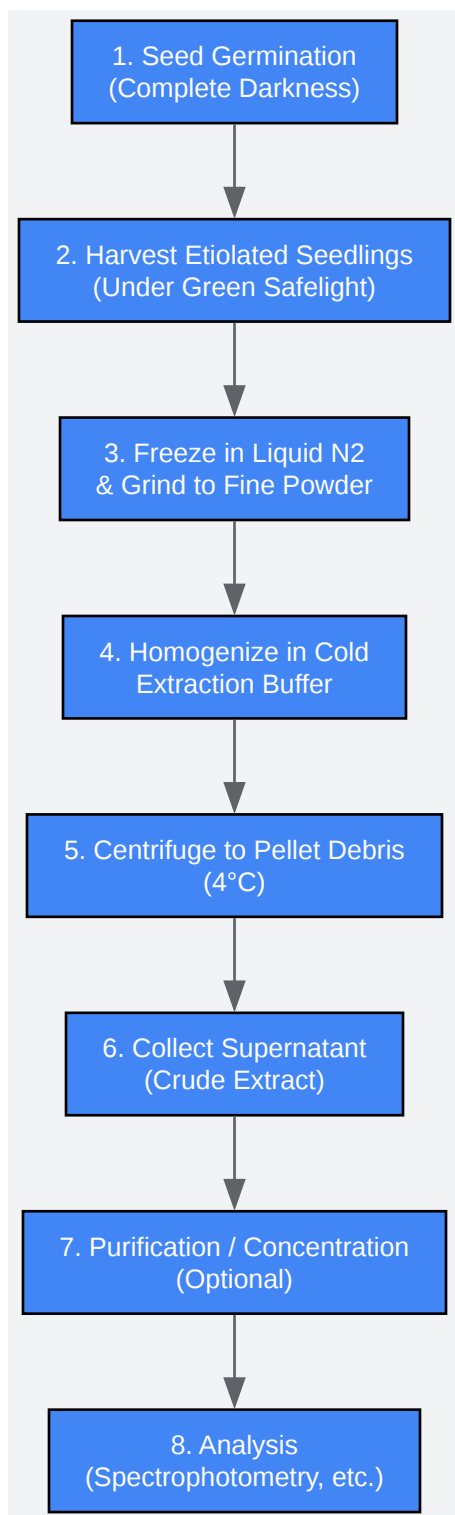 1. Seed Germination
(Complete Darkness)
2. Harvest Etiolated Seedlings
(Under Green Safelight)
3. Freeze in Liquid N2
& Grind to Fine Powder
4. Homogenize in Cold
Extraction Buffer
5. Centrifuge to Pellet Debris
(4°C)
6. Collect Supernatant
(Crude Extract)
7. Purification / Concentration
(Optional)
8. Analysis
(Spectrophotometry, etc.)